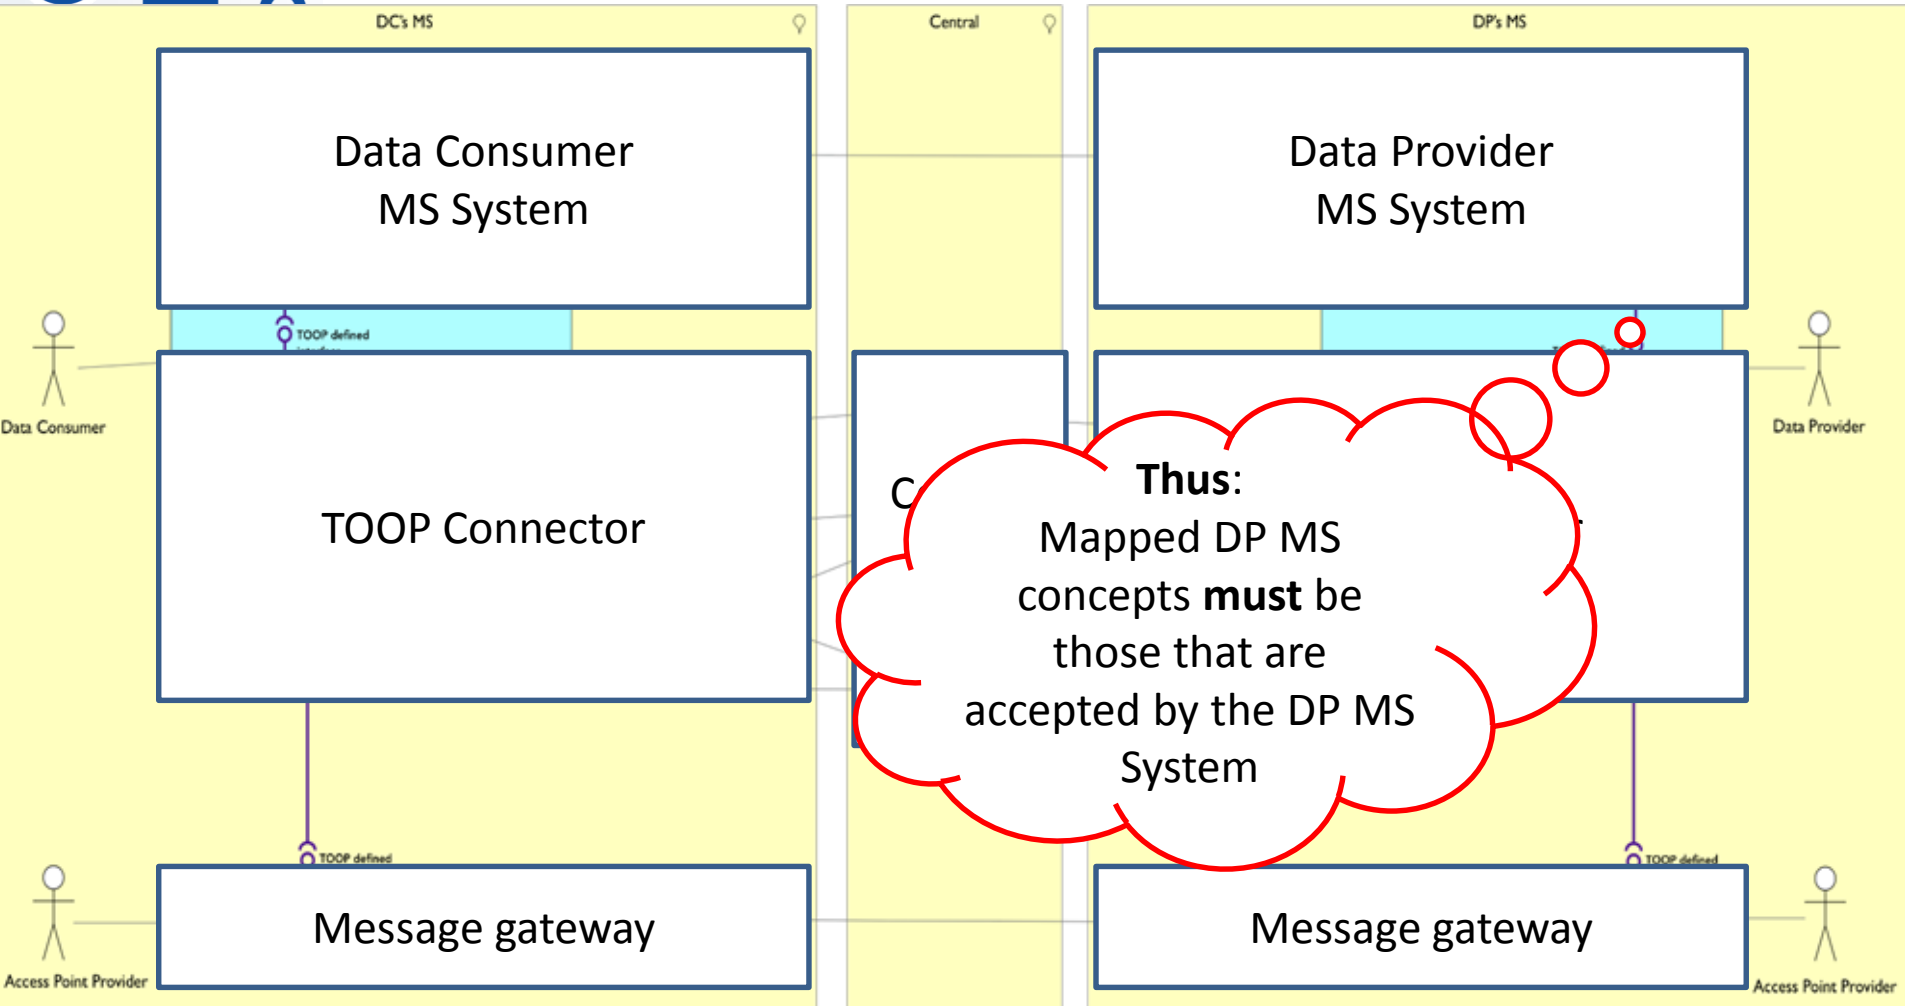 DC's MS
Central
DP's MS
Data Consumer
MS System
Data Provider
MS System
TOOP defined
Data Consumer
Data Provider
TOOP Connector
Thus:
Mapped DP MS
concepts must be
those that are
accepted by the DP MS
System
TOOP defined
TOOP defined
Message gateway
Message gateway
Access Point Provider
Access Point Provider